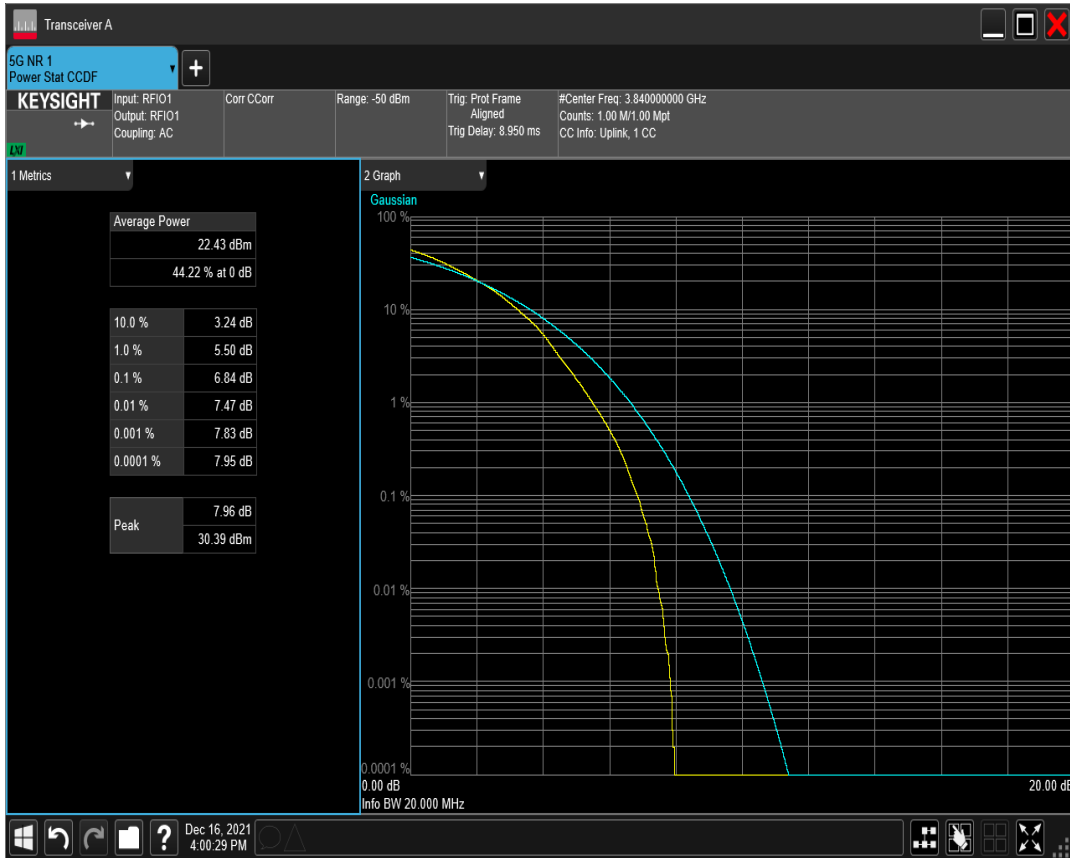 Transceiver A
5G NR 1
Power Stat CCDF
+
KEYSIGHT
LXI
Input: RFIO1
Output: RFIO1
Coupling: AC
Corr CCorr
Range: -50 dBm
Trig: Prot Frame
Aligned
Trig Delay: 8.950 ms
#Center Freq: 3.840000000 GHz
Counts: 1.00 M/1.00 Mpt
CC Info: Uplink, 1 CC
1 Metrics
Average Power
22.43 dBm
44.22 % at 0 dB
10.0 % 3.24 dB
1.0 % 5.50 dB
0.1 % 6.84 dB
0.01 % 7.47 dB
0.001 % 7.83 dB
0.0001 % 7.95 dB
Peak
7.96 dB
30.39 dBm
2 Graph
Gaussian
100 %
10 %
1 %
0.1 %
0.01 %
0.001 %
0.0001 %
0.00 dB 20.00 dB
Info BW 20.000 MHz
?
Dec 16, 2021
4:00:29 PM